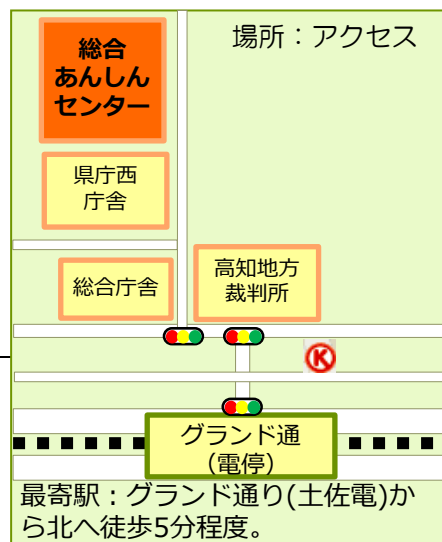 場所：アクセス
総合
あんしん
センター
県庁西
庁舎
総合庁舎
高知地方
裁判所
K
グランド通
（電停）
最寄駅：グランド通り(土佐電)か
ら北へ徒歩5分程度。